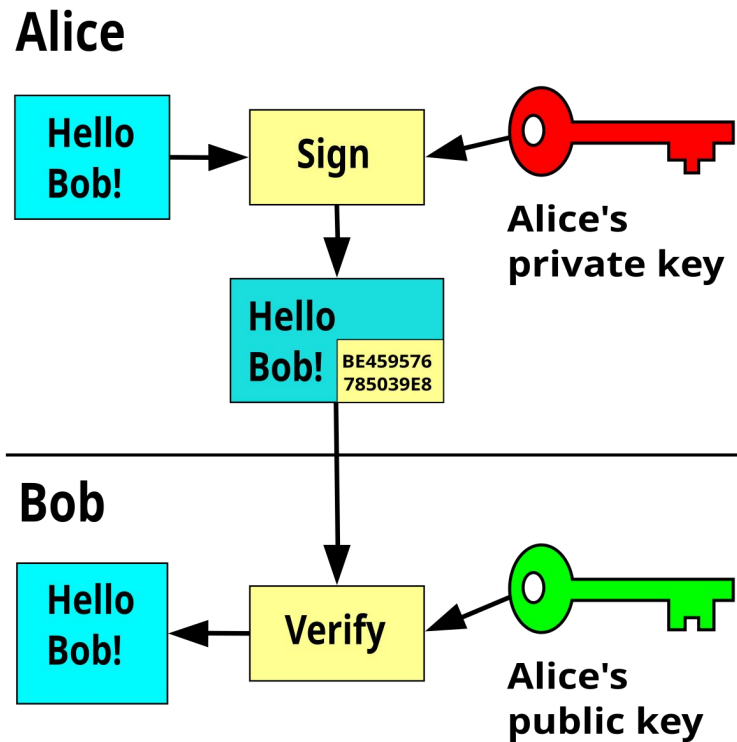 Alice
Hello
Bob!
Sign
Alice's
private key
Hello
Bob!
BE459576
785039E8
Bob
Hello
Bob!
Verify
Alice's
public key